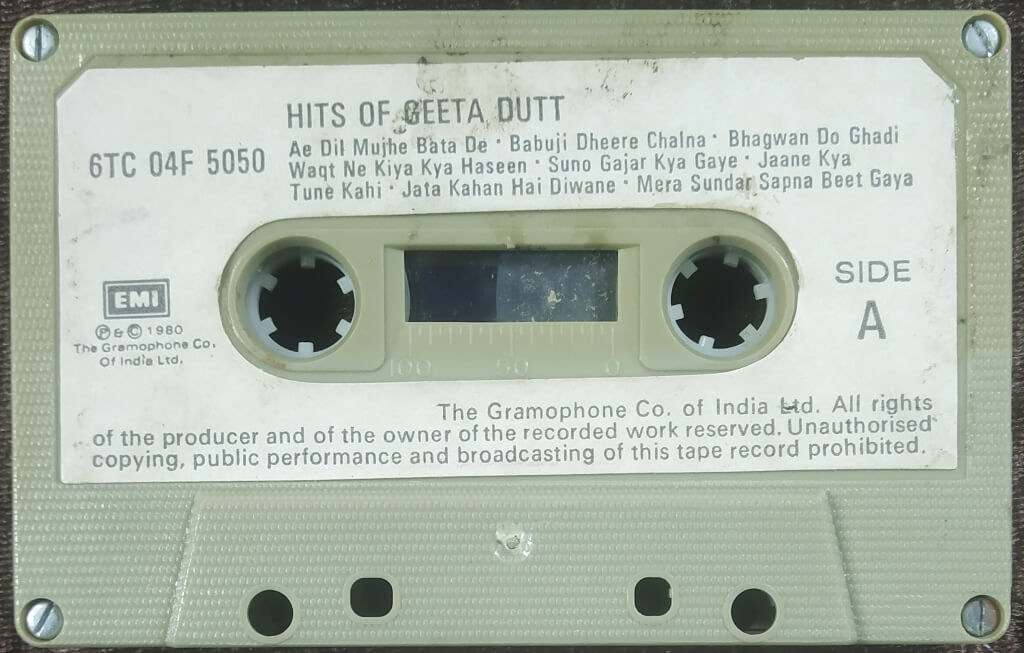 HITS OF GEETA DUTT
6TC 04F 5050
Ae Dil Mujhe Bata De · Babuji Dheere Chalna · Bhagwan Do Ghadi
Waqt Ne Kiya Kya Haseen · Suno Gajar Kya Gaye · Jaane Kya
Tune Kahi · Jata Kahan Hai Diwane · Mera Sundar Sapna Beet Gaya
SIDE
A
EMI
℗ & © 1980
The Gramophone Co.
Of India Ltd.
100 50 0
The Gramophone Co. of India Ltd. All rights
of the producer and of the owner of the recorded work reserved. Unauthorised
copying, public performance and broadcasting of this tape record prohibited.